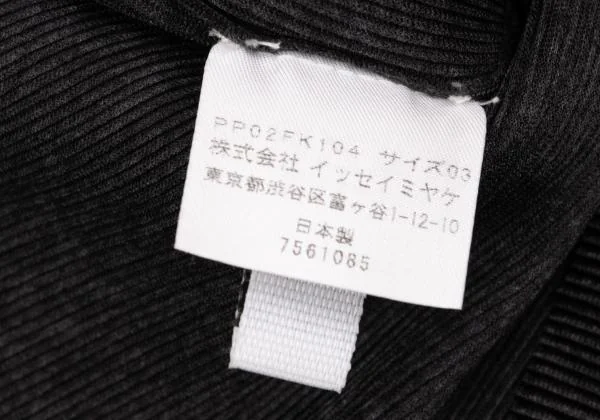 PP02FK104 サイズ03
株式会社 イッセイミヤケ
東京都渋谷区富ヶ谷1-12-10
日本製
7561085